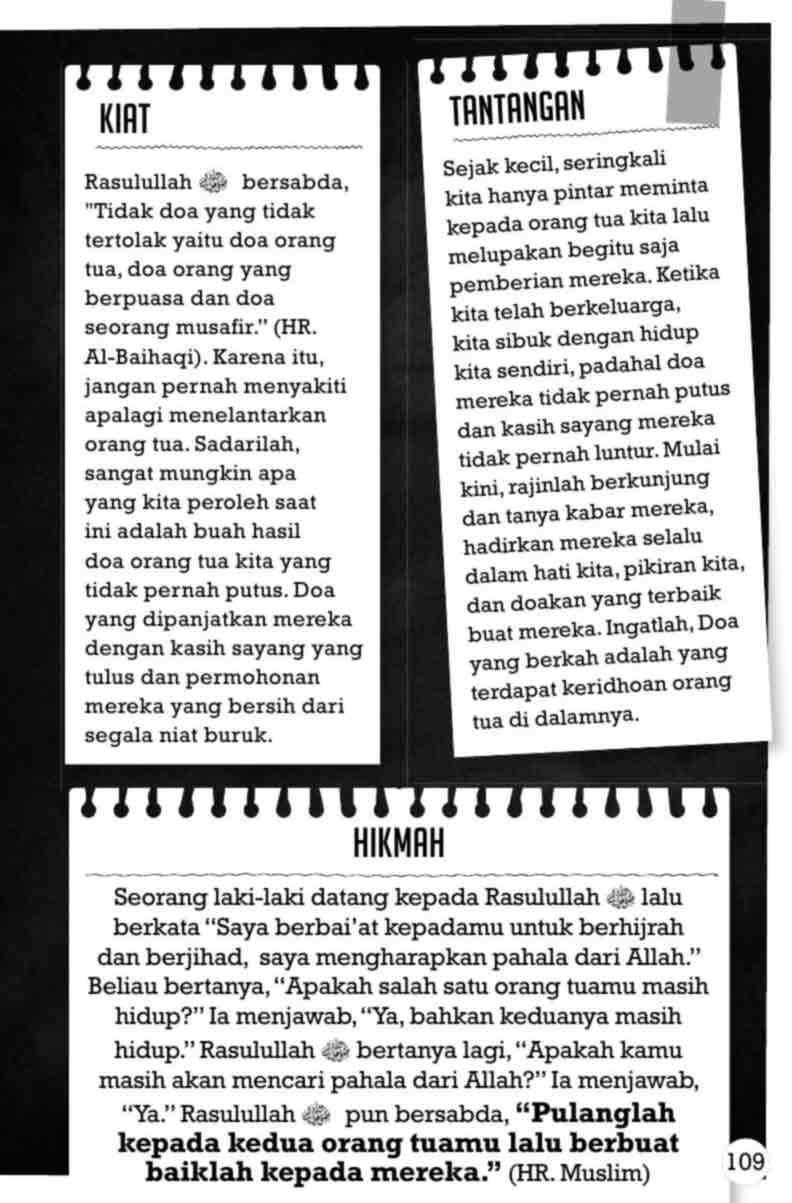 KIAT
Rasulullah ﷺ bersabda,
"Tidak doa yang tidak
tertolak yaitu doa orang
tua, doa orang yang
berpuasa dan doa
seorang musafir.” (HR.
Al-Baihaqi). Karena itu,
jangan pernah menyakiti
apalagi menelantarkan
orang tua. Sadarilah,
sangat mungkin apa
yang kita peroleh saat
ini adalah buah hasil
doa orang tua kita yang
tidak pernah putus. Doa
yang dipanjatkan mereka
dengan kasih sayang yang
tulus dan permohonan
mereka yang bersih dari
segala niat buruk.
TANTANGAN
Sejak kecil, seringkali
kita hanya pintar meminta
kepada orang tua kita lalu
melupakan begitu saja
pemberian mereka. Ketika
kita telah berkeluarga,
kita sibuk dengan hidup
kita sendiri, padahal doa
mereka tidak pernah putus
dan kasih sayang mereka
tidak pernah luntur. Mulai
kini, rajinlah berkunjung
dan tanya kabar mereka,
hadirkan mereka selalu
dalam hati kita, pikiran kita,
dan doakan yang terbaik
buat mereka. Ingatlah, Doa
yang berkah adalah yang
terdapat keridhoan orang
tua di dalamnya.
HIKMAH
Seorang laki-laki datang kepada Rasulullah ﷺ lalu
berkata “Saya berbai’at kepadamu untuk berhijrah
dan berjihad, saya mengharapkan pahala dari Allah.”
Beliau bertanya, “Apakah salah satu orang tuamu masih
hidup?” Ia menjawab, “Ya, bahkan keduanya masih
hidup.” Rasulullah ﷺ bertanya lagi, “Apakah kamu
masih akan mencari pahala dari Allah?” Ia menjawab,
“Ya.” Rasulullah ﷺ pun bersabda, “Pulanglah
kepada kedua orang tuamu lalu berbuat
baiklah kepada mereka.” (HR. Muslim)
109